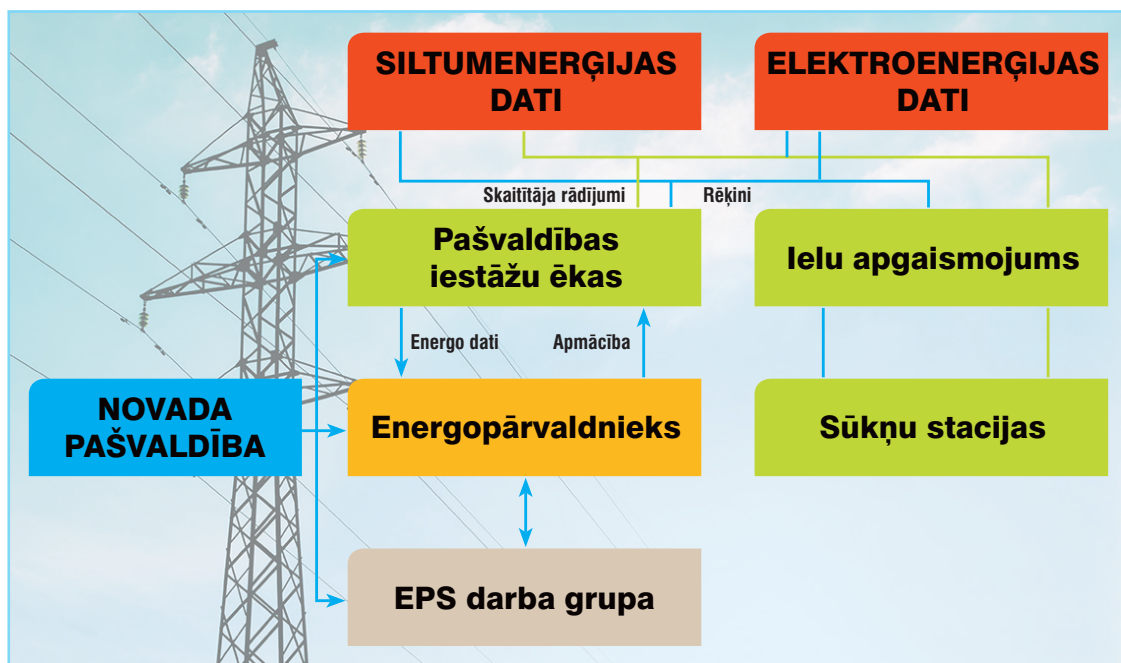 SILTUMENERĢIJAS
DATI
ELEKTROENERĢIJAS
DATI
Skaitītāja rādījumi
Rēķini
Pašvaldības
iestāžu ēkas
Ielu apgaismojums
Energo dati
Apmācība
NOVADA
PAŠVALDĪBA
Energopārvaldnieks
Sūkņu stacijas
EPS darba grupa